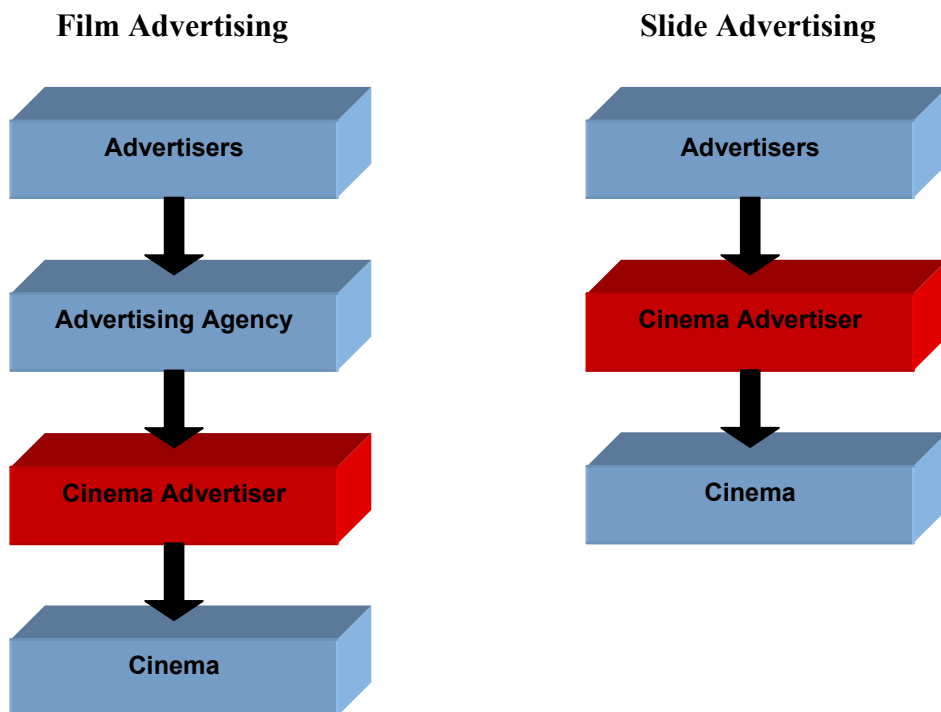 Film Advertising
Advertisers
Advertising Agency
Cinema Advertiser
Cinema
Slide Advertising
Advertisers
Cinema Advertiser
Cinema